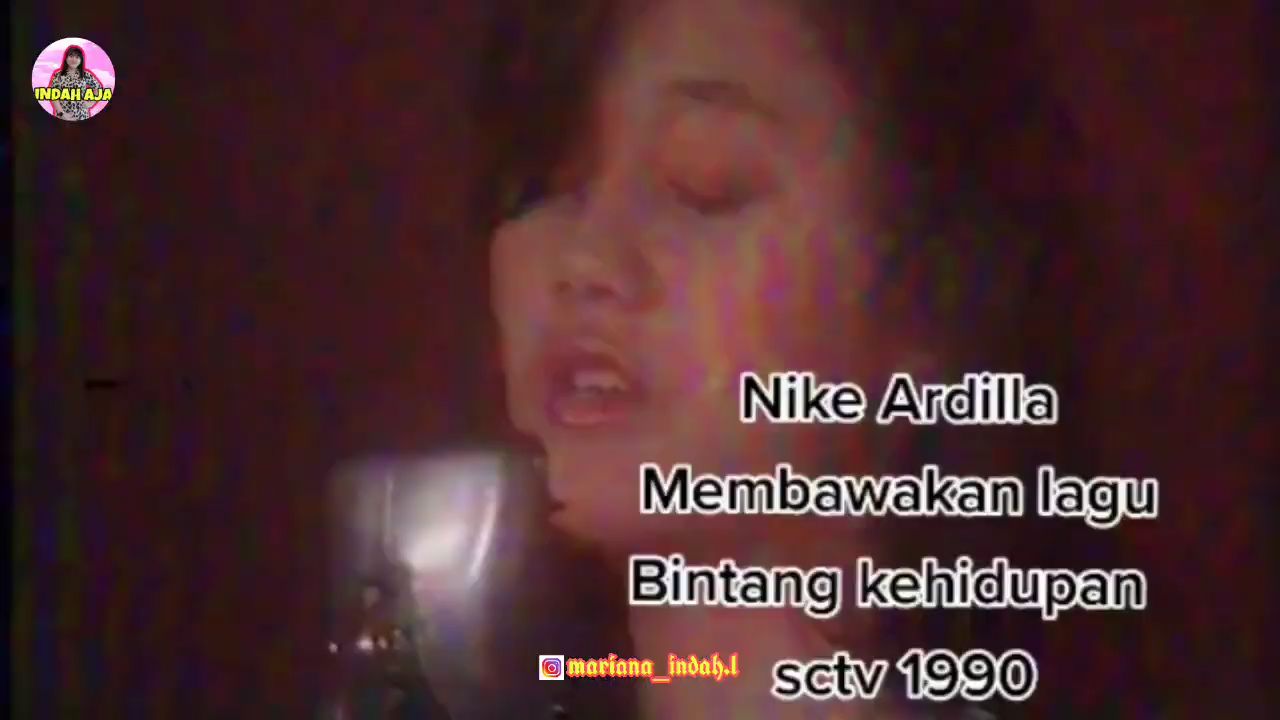 INDAH AJA
Nike Ardilla
Membawakan lagu
Bintang kehidupan
sctv 1990
mariana_indah.l